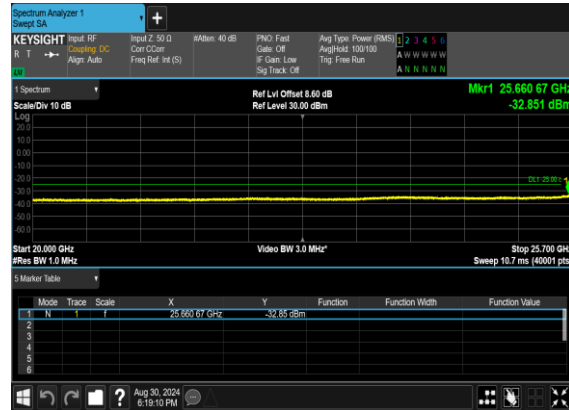 Spectrum Analyzer 1
Swept SA
KEYSIGHT Input: RF Input Z: 50 Ω #Atten: 40 dB PNO: Fast Avg Type: Power (RMS) 1 2 3 4 5 6
R T Coupling: DC Corr CCorr Gate: Off Avg|Hold: 100/100 A W W W W W
Align: Auto Freq Ref: Int (S) IF Gain: Low Trig: Free Run
Sig Track: Off A N N N N N
1 Spectrum Ref Lvl Offset 8.60 dB Mkr1 25.660 67 GHz
Scale/Div 10 dB Ref Level 30.00 dBm -32.851 dBm
Log
20.0
10.0
0.00
-10.0
-20.0
DL1 -25.00
-30.0
-40.0
-50.0
-60.0
Start 20.000 GHz Video BW 3.0 MHz* Stop 25.700 GHz
#Res BW 1.0 MHz Sweep 10.7 ms (40001 pts
5 Marker Table
Mode Trace Scale X Y Function Function Width Function Value
1 N 1 f 25.660 67 GHz -32.85 dBm
2
3
4
5
6
? Aug 30, 2024
6:19:10 PM